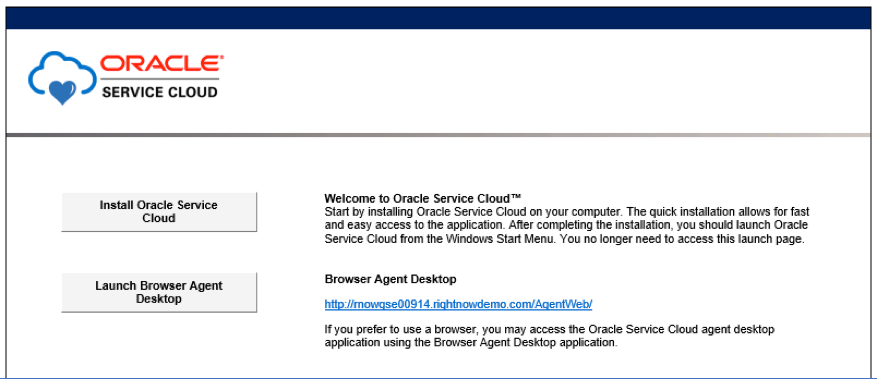 ORACLE®
SERVICE CLOUD
Install Oracle Service
Cloud
Welcome to Oracle Service Cloud™
Start by installing Oracle Service Cloud on your computer. The quick installation allows for fast
and easy access to the application. After completing the installation, you should launch Oracle
Service Cloud from the Windows Start Menu. You no longer need to access this launch page.
Launch Browser Agent
Desktop
Browser Agent Desktop
http://rnowqse00914.rightnowdemo.com/AgentWeb/
If you prefer to use a browser, you may access the Oracle Service Cloud agent desktop
application using the Browser Agent Desktop application.